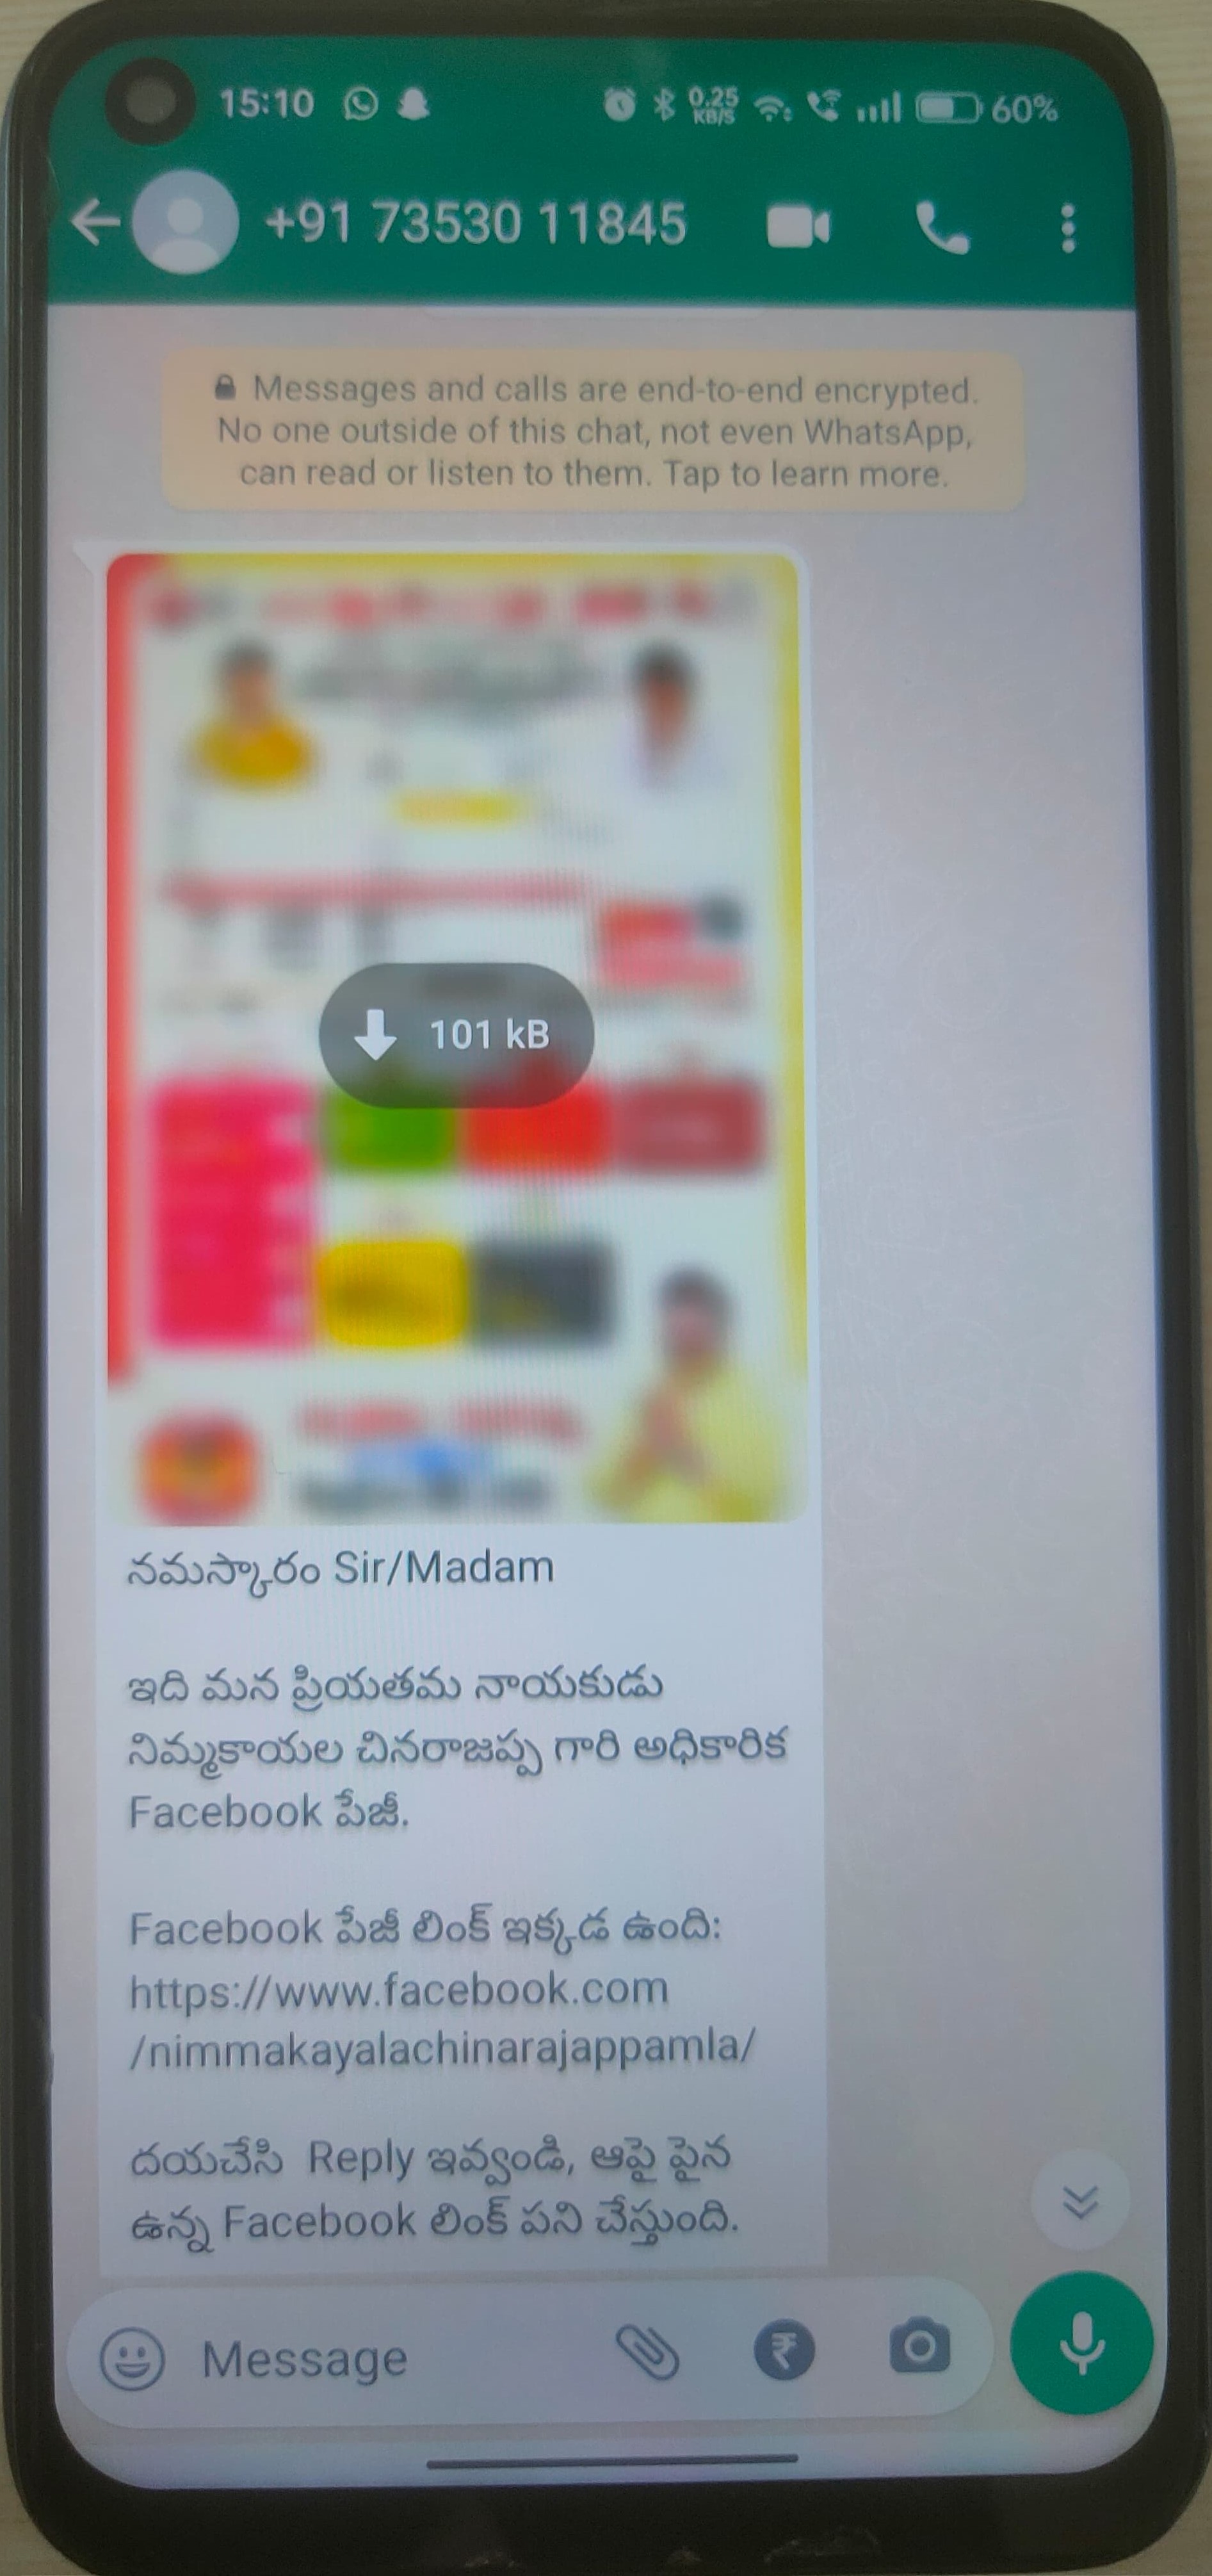 15:10 0.25 KB/S 60%
+91 73530 11845
Messages and calls are end-to-end encrypted.
No one outside of this chat, not even WhatsApp,
can read or listen to them. Tap to learn more.
101 kB
నమస్కారం Sir/Madam
ఇది మన ప్రియతమ నాయకుడు
నిమ్మకాయల చినరాజప్ప గారి అధికారిక
Facebook పేజీ.
Facebook పేజీ లింక్ ఇక్కడ ఉంది:
https://www.facebook.com
/nimmakayalachinarajappamla/
దయచేసి Reply ఇవ్వండి, ఆపై పైన
ఉన్న Facebook లింక్ పని చేస్తుంది.
Message